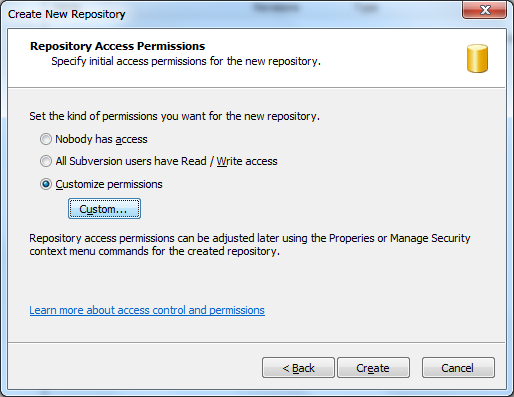 Create New Repository
Repository Access Permissions
Specify initial access permissions for the new repository.
Set the kind of permissions you want for the new repository.
Nobody has access
All Subversion users have Read / Write access
Customize permissions
Custom...
Repository access permissions can be adjusted later using the Properies or Manage Security
context menu commands for the created repository.
Learn more about access control and permissions
< Back
Create
Cancel